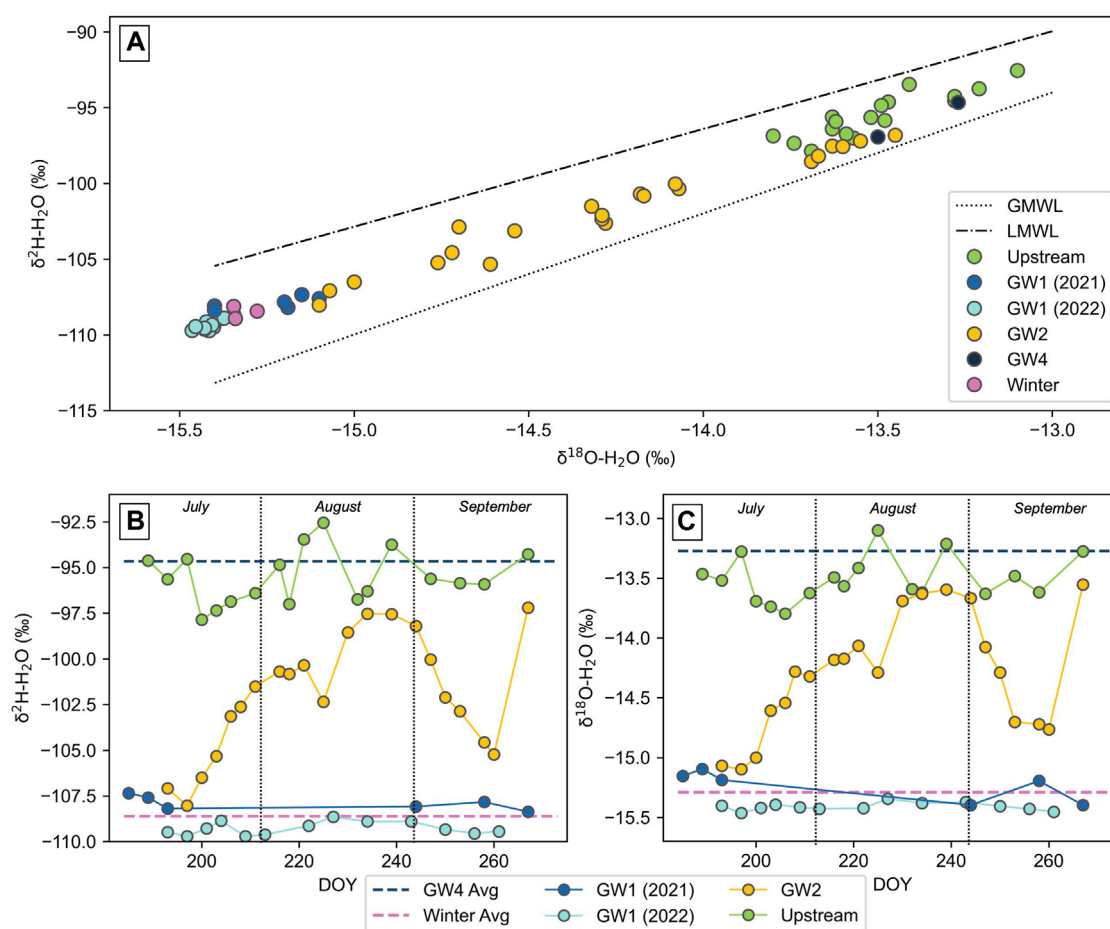 A
δ²H-H₂O (‰)
−90
−95
−100
−105
−110
−115
−15.5
−15.0
−14.5
−14.0
−13.5
−13.0
δ¹⁸O-H₂O (‰)
GMWL
LMWL
Upstream
GW1 (2021)
GW1 (2022)
GW2
GW4
Winter
B
July
August
September
δ²H-H₂O (‰)
−92.5
−95.0
−97.5
−100.0
−102.5
−105.0
−107.5
−110.0
200
220
240
260
DOY
C
July
August
September
δ¹⁸O-H₂O (‰)
−13.0
−13.5
−14.0
−14.5
−15.0
−15.5
200
220
240
260
DOY
GW4 Avg
Winter Avg
GW1 (2021)
GW1 (2022)
GW2
Upstream